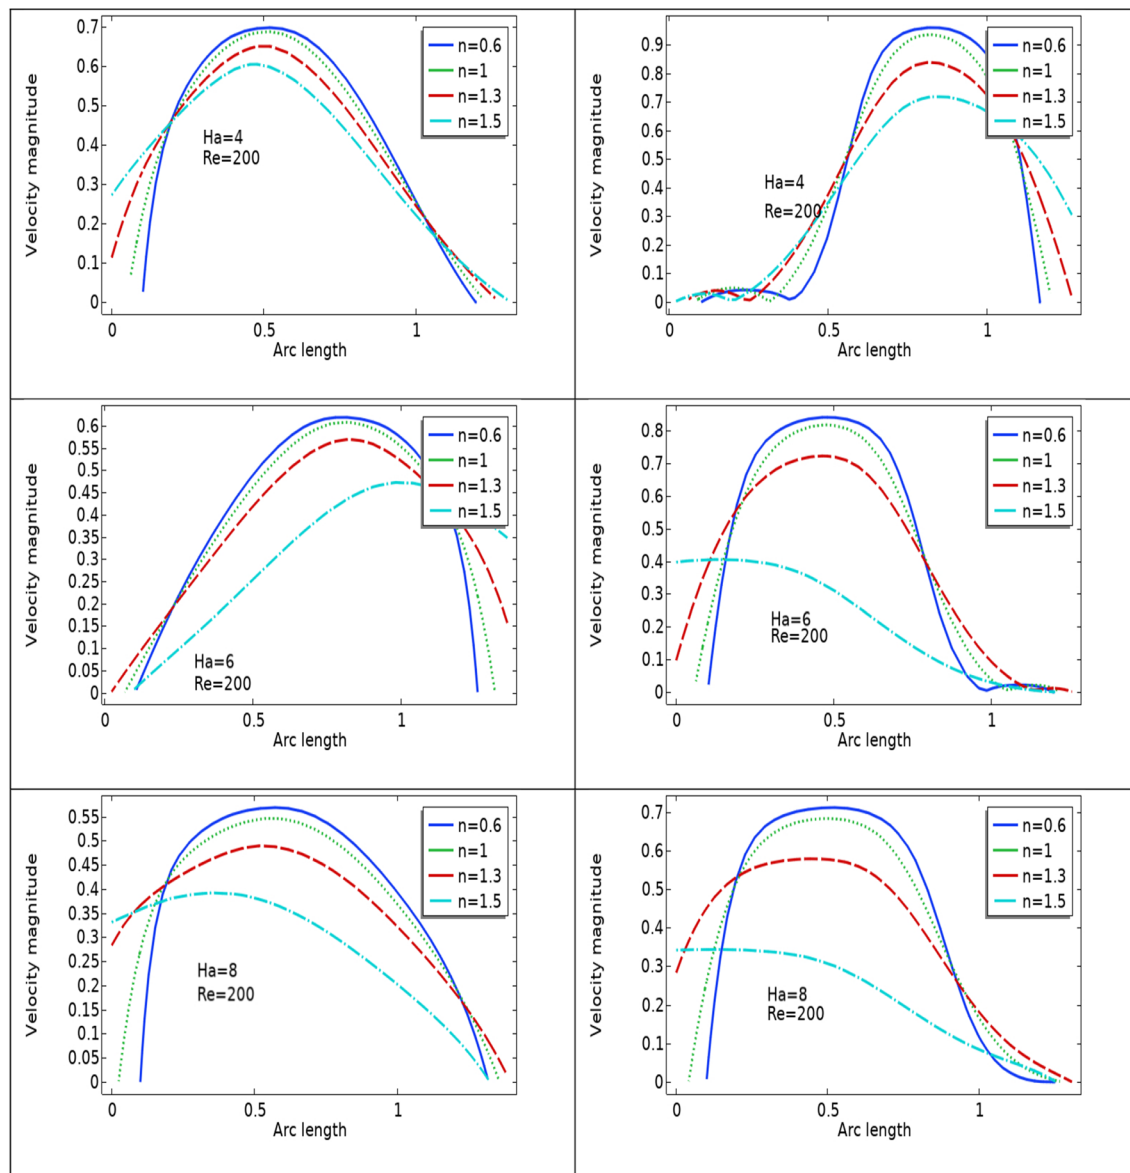 0.7
0.6
0.5
0.4
0.3
0.2
0.1
0
Velocity magnitude
n=0.6
n=1
n=1.3
n=1.5
Ha=4
Re=200
0 0.5 1
Arc length
0.9
0.8
0.7
0.6
0.5
0.4
0.3
0.2
0.1
0
Velocity magnitude
n=0.6
n=1
n=1.3
n=1.5
Ha=4
Re=200
0 0.5 1
Arc length
0.6
0.55
0.5
0.45
0.4
0.35
0.3
0.25
0.2
0.15
0.1
0.05
0
Velocity magnitude
n=0.6
n=1
n=1.3
n=1.5
Ha=6
Re=200
0 0.5 1
Arc length
0.8
0.7
0.6
0.5
0.4
0.3
0.2
0.1
0
Velocity magnitude
n=0.6
n=1
n=1.3
n=1.5
Ha=6
Re=200
0 0.5 1
Arc length
0.55
0.5
0.45
0.4
0.35
0.3
0.25
0.2
0.15
0.1
0.05
0
Velocity magnitude
n=0.6
n=1
n=1.3
n=1.5
Ha=8
Re=200
0 0.5 1
Arc length
0.7
0.6
0.5
0.4
0.3
0.2
0.1
0
Velocity magnitude
n=0.6
n=1
n=1.3
n=1.5
Ha=8
Re=200
0 0.5 1
Arc length